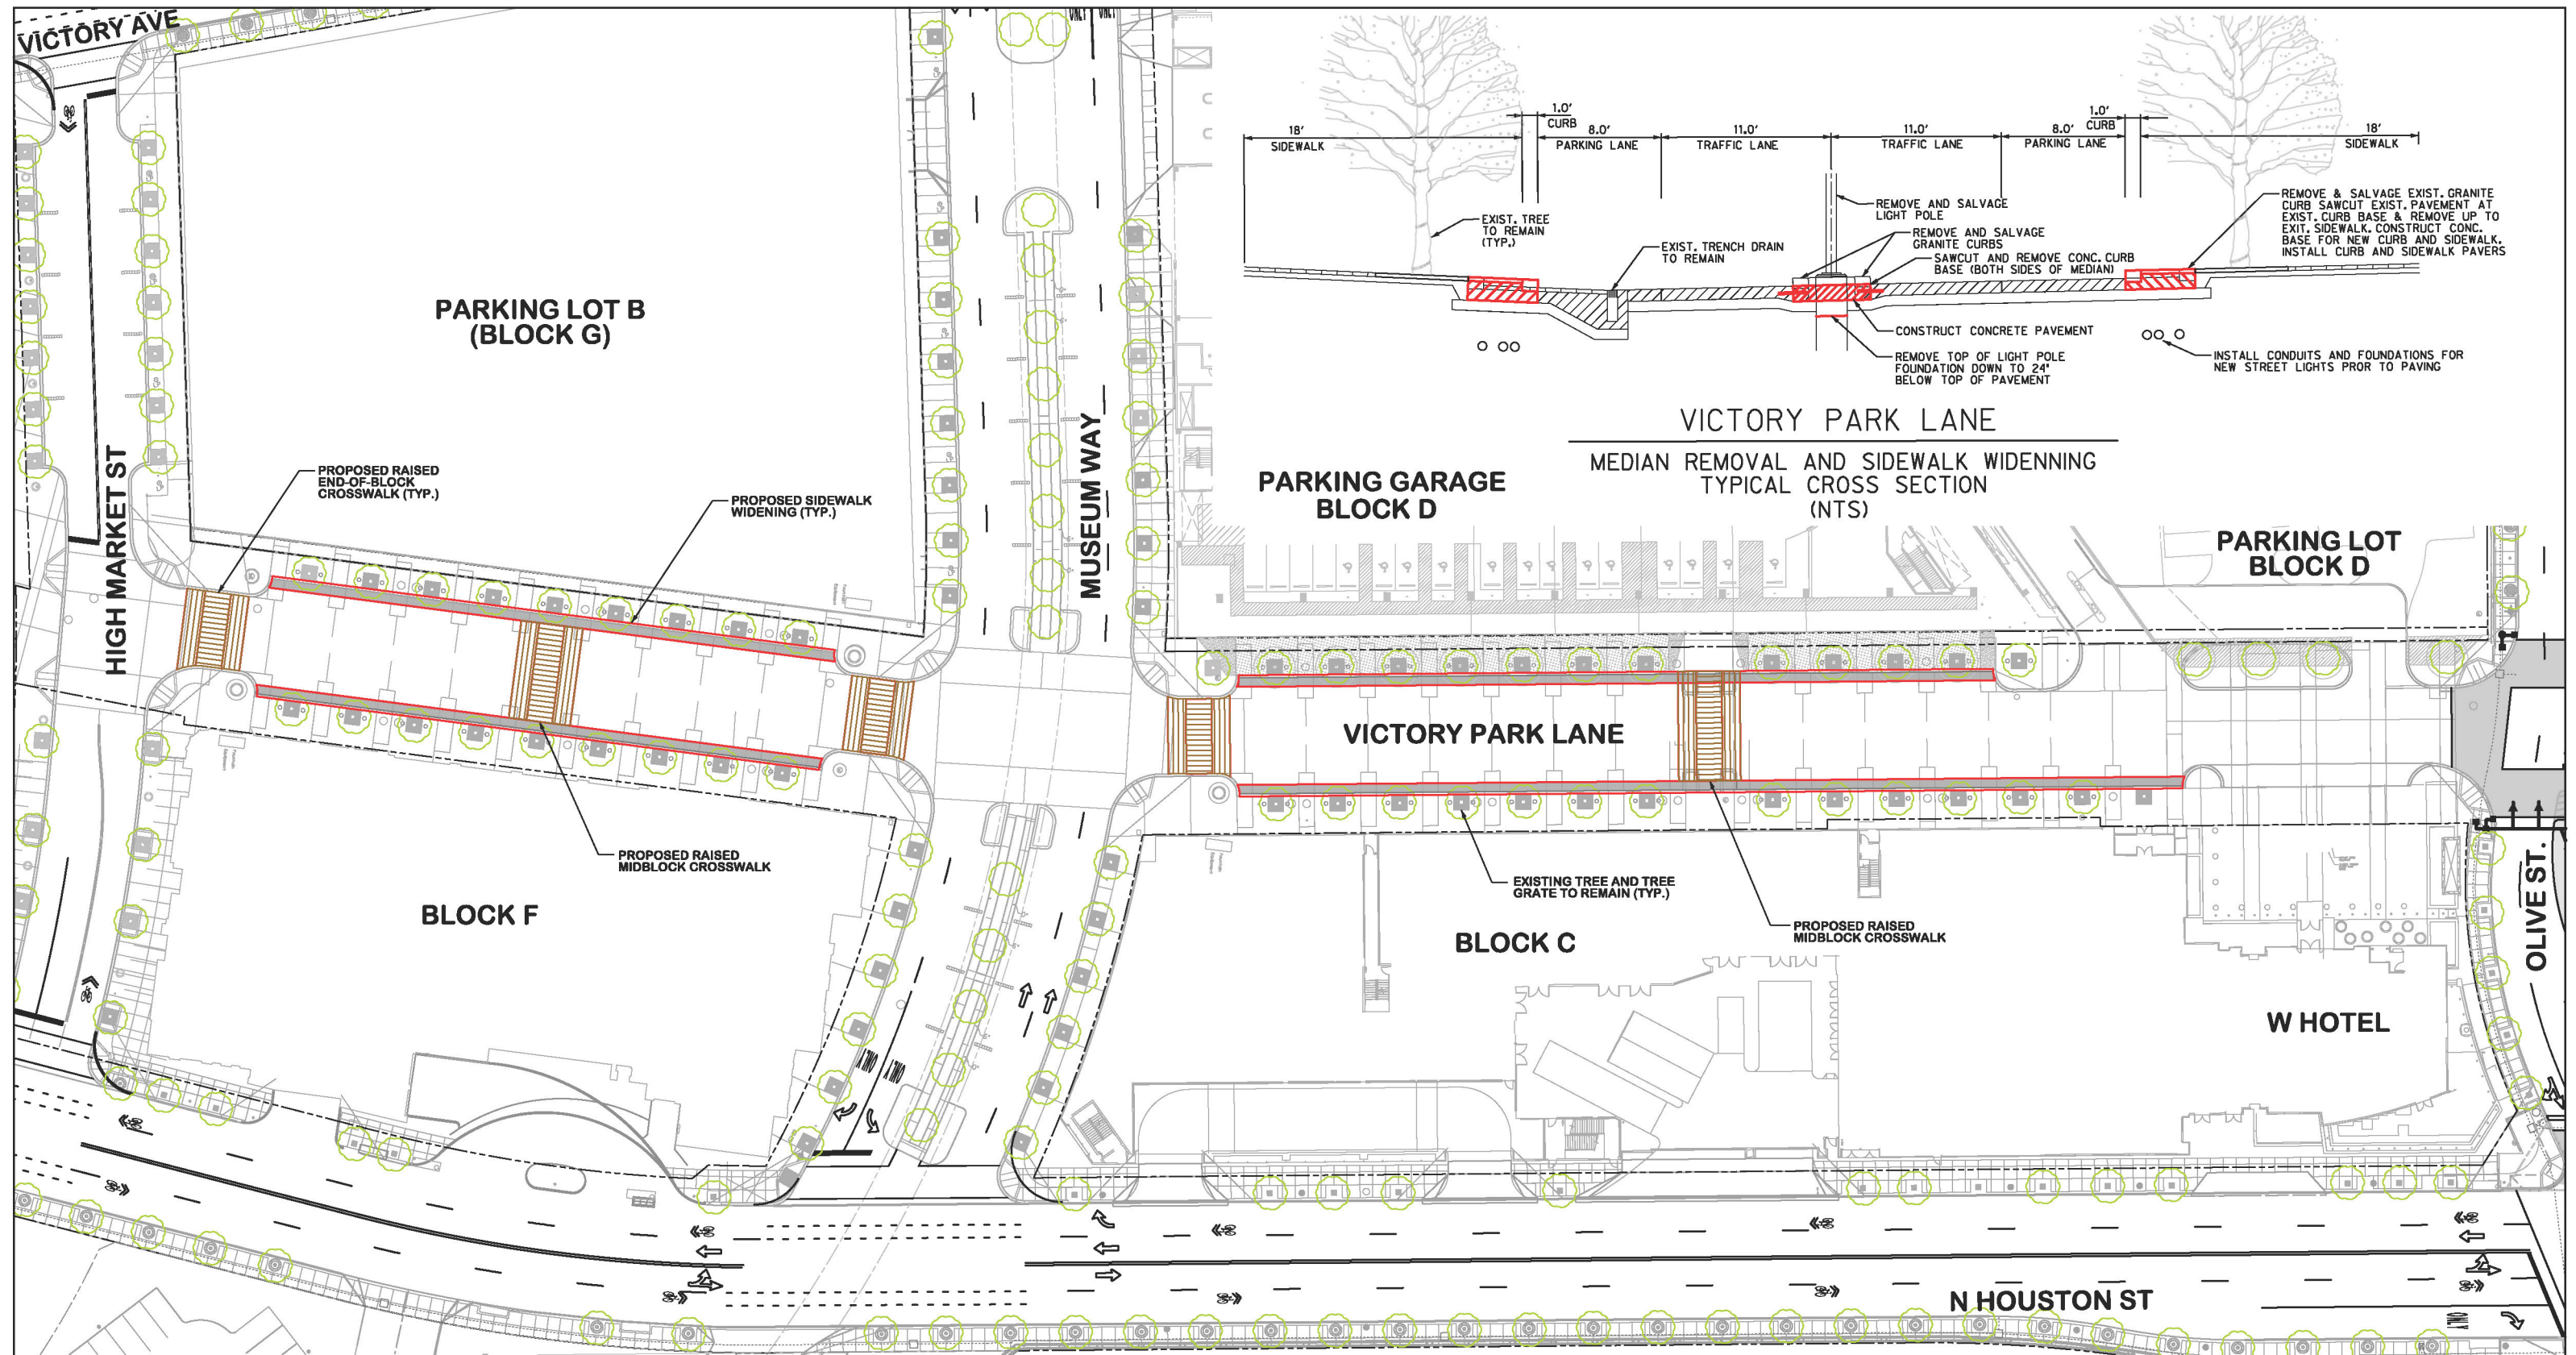 VICTORY AVE
ONLY ONLY
1.0'
CURB
1.0'
CURB
18'
SIDEWALK
8.0'
PARKING LANE
11.0'
TRAFFIC LANE
11.0'
TRAFFIC LANE
8.0'
PARKING LANE
18'
SIDEWALK
EXIST. TREE
TO REMAIN
(TYP.)
EXIST. TRENCH DRAIN
TO REMAIN
REMOVE AND SALVAGE
LIGHT POLE
REMOVE AND SALVAGE
GRANITE CURBS
SAWCUT AND REMOVE CONC. CURB
BASE (BOTH SIDES OF MEDIAN)
REMOVE & SALVAGE EXIST. GRANITE
CURB SAWCUT EXIST. PAVEMENT AT
EXIST. CURB BASE & REMOVE UP TO
EXIT. SIDEWALK. CONSTRUCT CONC.
BASE FOR NEW CURB AND SIDEWALK.
INSTALL CURB AND SIDEWALK PAVERS
CONSTRUCT CONCRETE PAVEMENT
REMOVE TOP OF LIGHT POLE
FOUNDATION DOWN TO 24"
BELOW TOP OF PAVEMENT
INSTALL CONDUITS AND FOUNDATIONS FOR
NEW STREET LIGHTS PROR TO PAVING
VICTORY PARK LANE
MEDIAN REMOVAL AND SIDEWALK WIDENNING
TYPICAL CROSS SECTION
(NTS)
PARKING LOT B
(BLOCK G)
HIGH MARKET ST
PROPOSED RAISED
END-OF-BLOCK
CROSSWALK (TYP.)
PROPOSED SIDEWALK
WIDENING (TYP.)
MUSEUM WAY
PARKING GARAGE
BLOCK D
PARKING LOT
BLOCK D
VICTORY PARK LANE
PROPOSED RAISED
MIDBLOCK CROSSWALK
EXISTING TREE AND TREE
GRATE TO REMAIN (TYP.)
PROPOSED RAISED
MIDBLOCK CROSSWALK
BLOCK F
BLOCK C
W HOTEL
OLIVE ST.
ONLY ONLY
N HOUSTON ST
ONLY